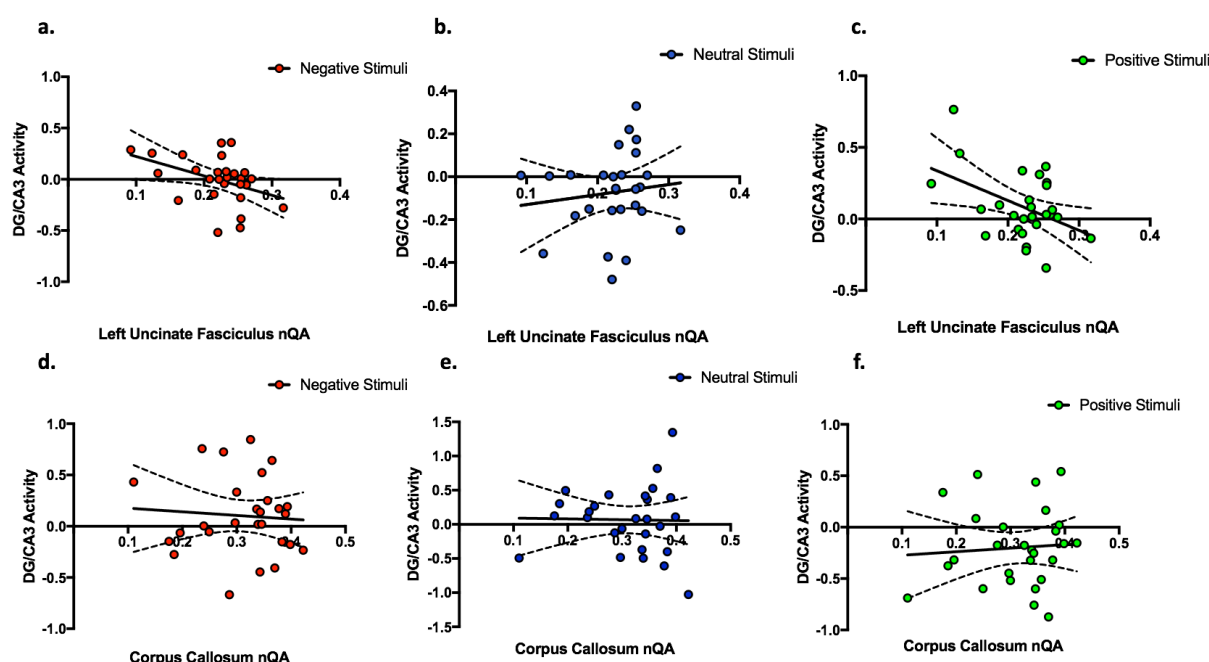 a.
Negative Stimuli
DG/CA3 Activity
1.0
0.5
0.0
-0.5
-1.0
0.1
0.2
0.3
0.4
Left Uncinate Fasciculus nQA
b.
Neutral Stimuli
DG/CA3 Activity
0.4
0.2
0.0
-0.2
-0.4
-0.6
0.1
0.2
0.3
0.4
Left Uncinate Fasciculus nQA
c.
Positive Stimuli
DG/CA3 Activity
1.0
0.5
0.0
-0.5
0.1
0.2
0.3
0.4
Left Uncinate Fasciculus nQA
d.
Negative Stimuli
DG/CA3 Activity
1.0
0.5
0.0
-0.5
-1.0
0.1
0.2
0.3
0.4
0.5
Corpus Callosum nQA
e.
Neutral Stimuli
DG/CA3 Activity
1.5
1.0
0.5
0.0
-0.5
-1.0
-1.5
0.1
0.2
0.3
0.4
0.5
Corpus Callosum nQA
f.
Positive Stimuli
DG/CA3 Activity
1.0
0.5
0.0
-0.5
-1.0
0.1
0.2
0.3
0.4
0.5
Corpus Callosum nQA